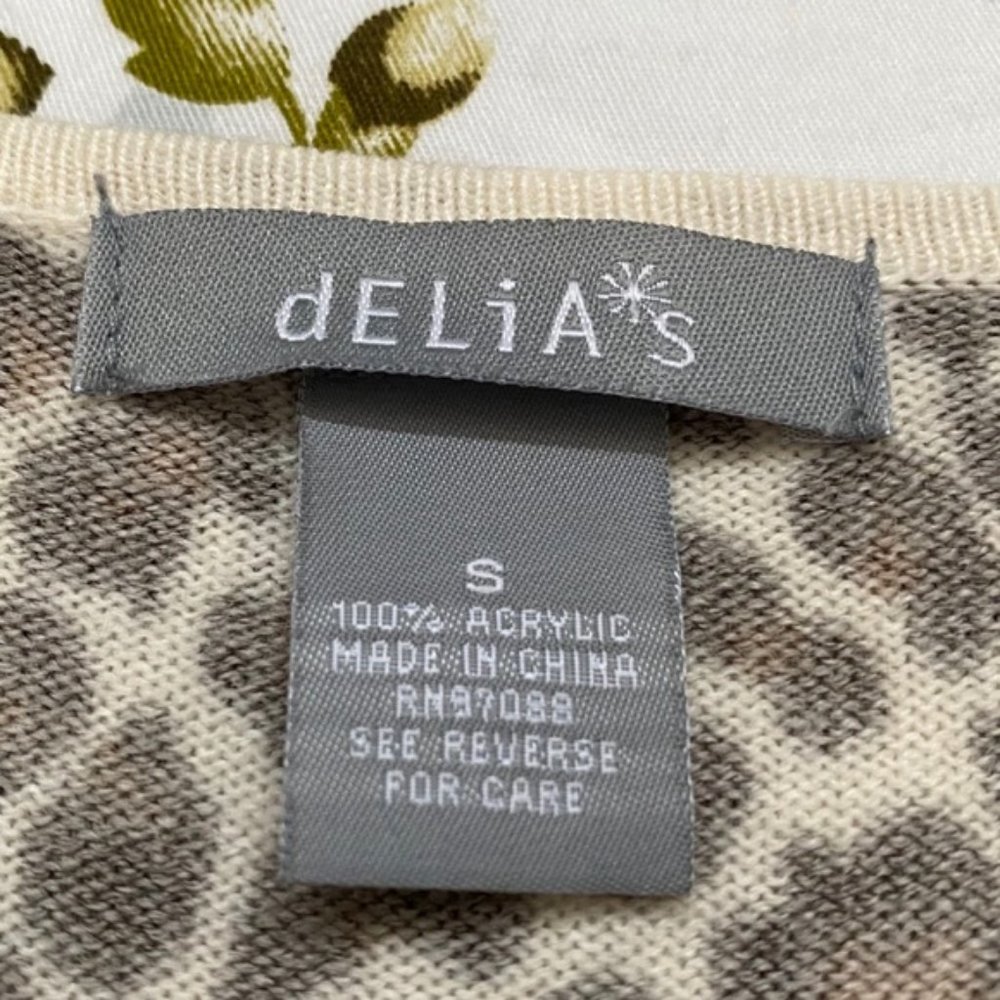 dELiA*s
S
100% ACRYLIC
MADE IN CHINA
RN97088
SEE REVERSE
FOR CARE